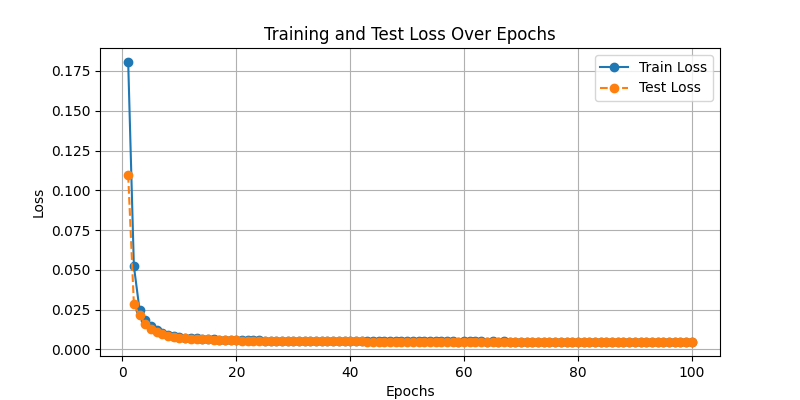 Training and Test Loss Over Epochs
Train Loss
Test Loss
0.175
0.150
0.125
0.100
0.075
0.050
0.025
0.000
Loss
0 20 40 60 80 100
Epochs